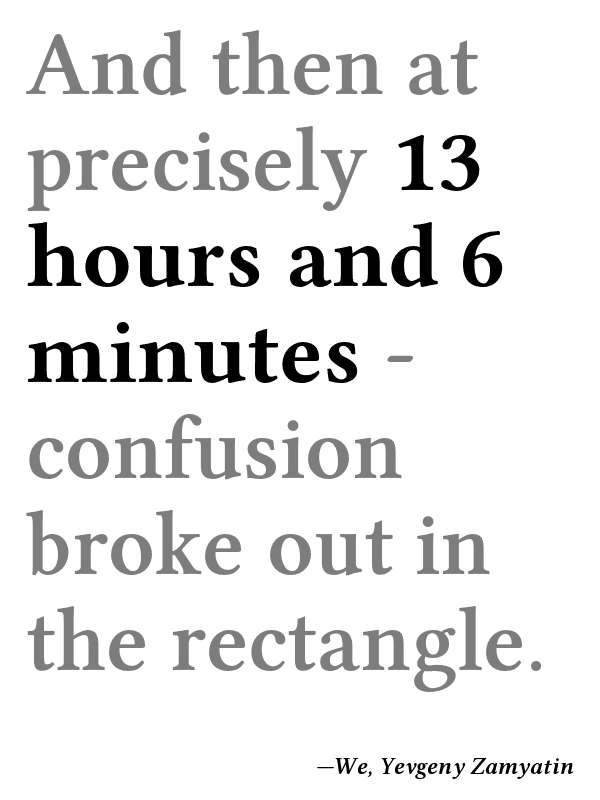 And then at
precisely 13
hours and 6
minutes -
confusion
broke out in
the rectangle.
—We, Yevgeny Zamyatin